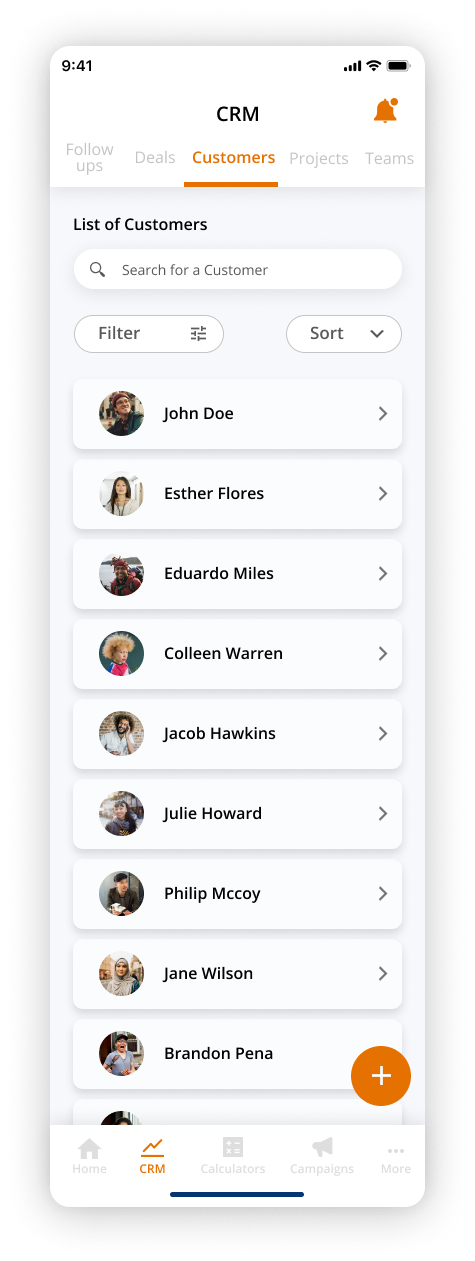 9:41
CRM
Follow
ups
Deals
Customers
Projects
Teams
List of Customers
Search for a Customer
Filter
Sort
John Doe
Esther Flores
Eduardo Miles
Colleen Warren
Jacob Hawkins
Julie Howard
Philip Mccoy
Jane Wilson
Brandon Pena
Home
CRM
Calculators
Campaigns
More